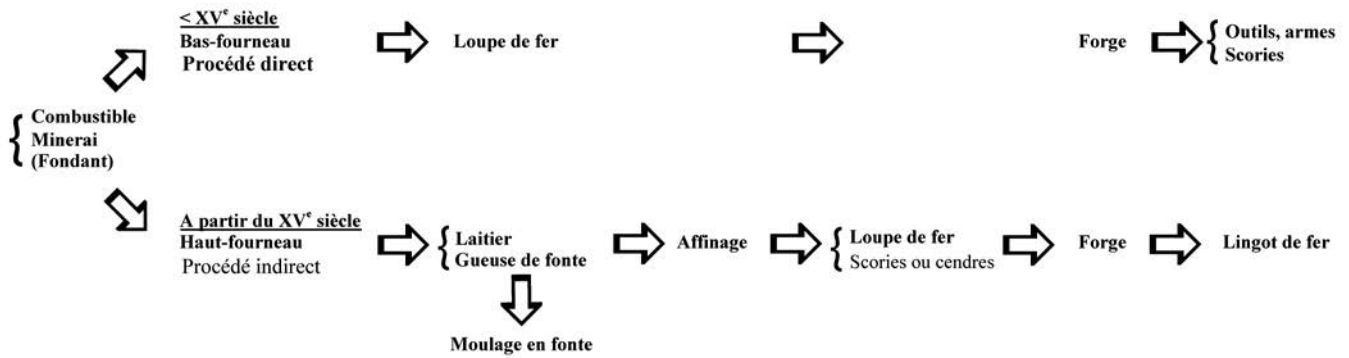 < XVe siècle
Bas-fourneau
Procédé direct
Loupe de fer
Forge
Outils, armes
Scories
Combustible
Minerai
(Fondant)
A partir du XVe siècle
Haut-fourneau
Procédé indirect
Laitier
Gueuse de fonte
Affinage
Loupe de fer
Scories ou cendres
Forge
Lingot de fer
Moulage en fonte